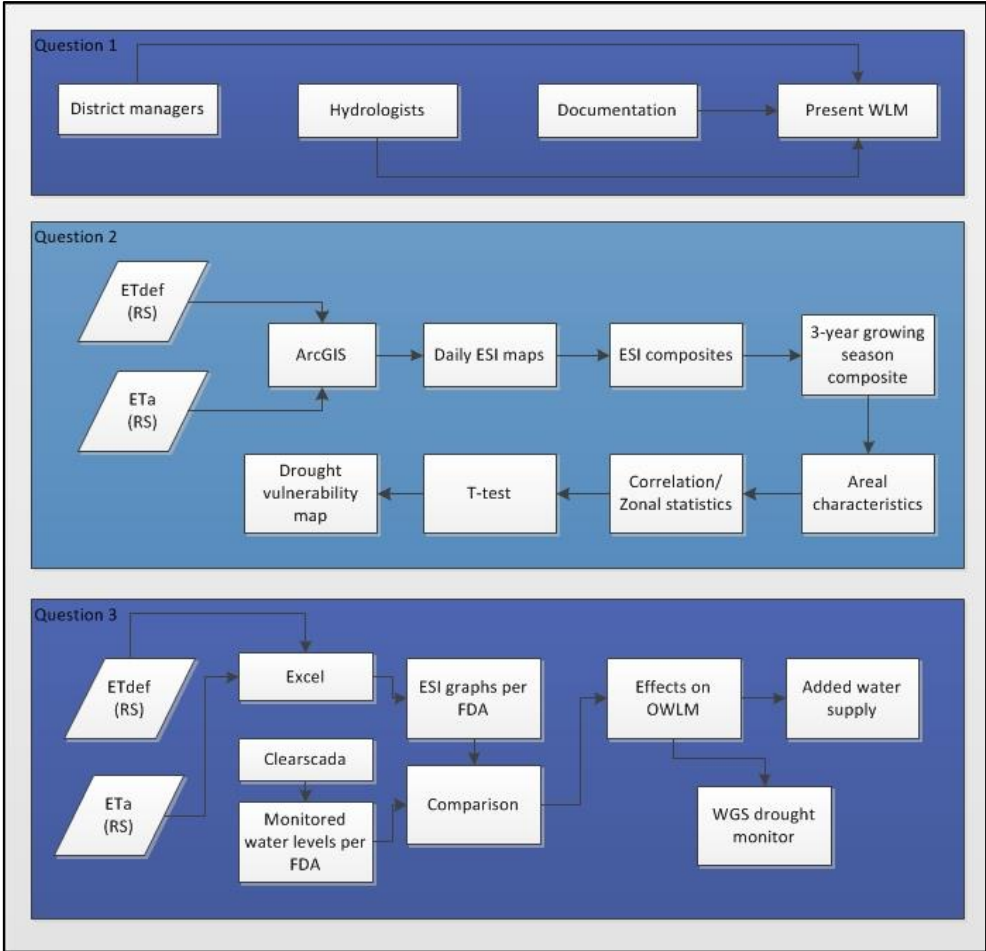 Question 1
District managers
Hydrologists
Documentation
Present WLM
Question 2
ETdef
(RS)
ETa
(RS)
ArcGIS
Daily ESI maps
ESI composites
3-year growing
season
composite
Drought
vulnerability
map
T-test
Correlation/
Zonal statistics
Areal
characteristics
Question 3
ETdef
(RS)
ETa
(RS)
Excel
Clearscada
Monitored
water levels per
FDA
ESI graphs per
FDA
Comparison
Effects on
OWLM
Added water
supply
WGS drought
monitor